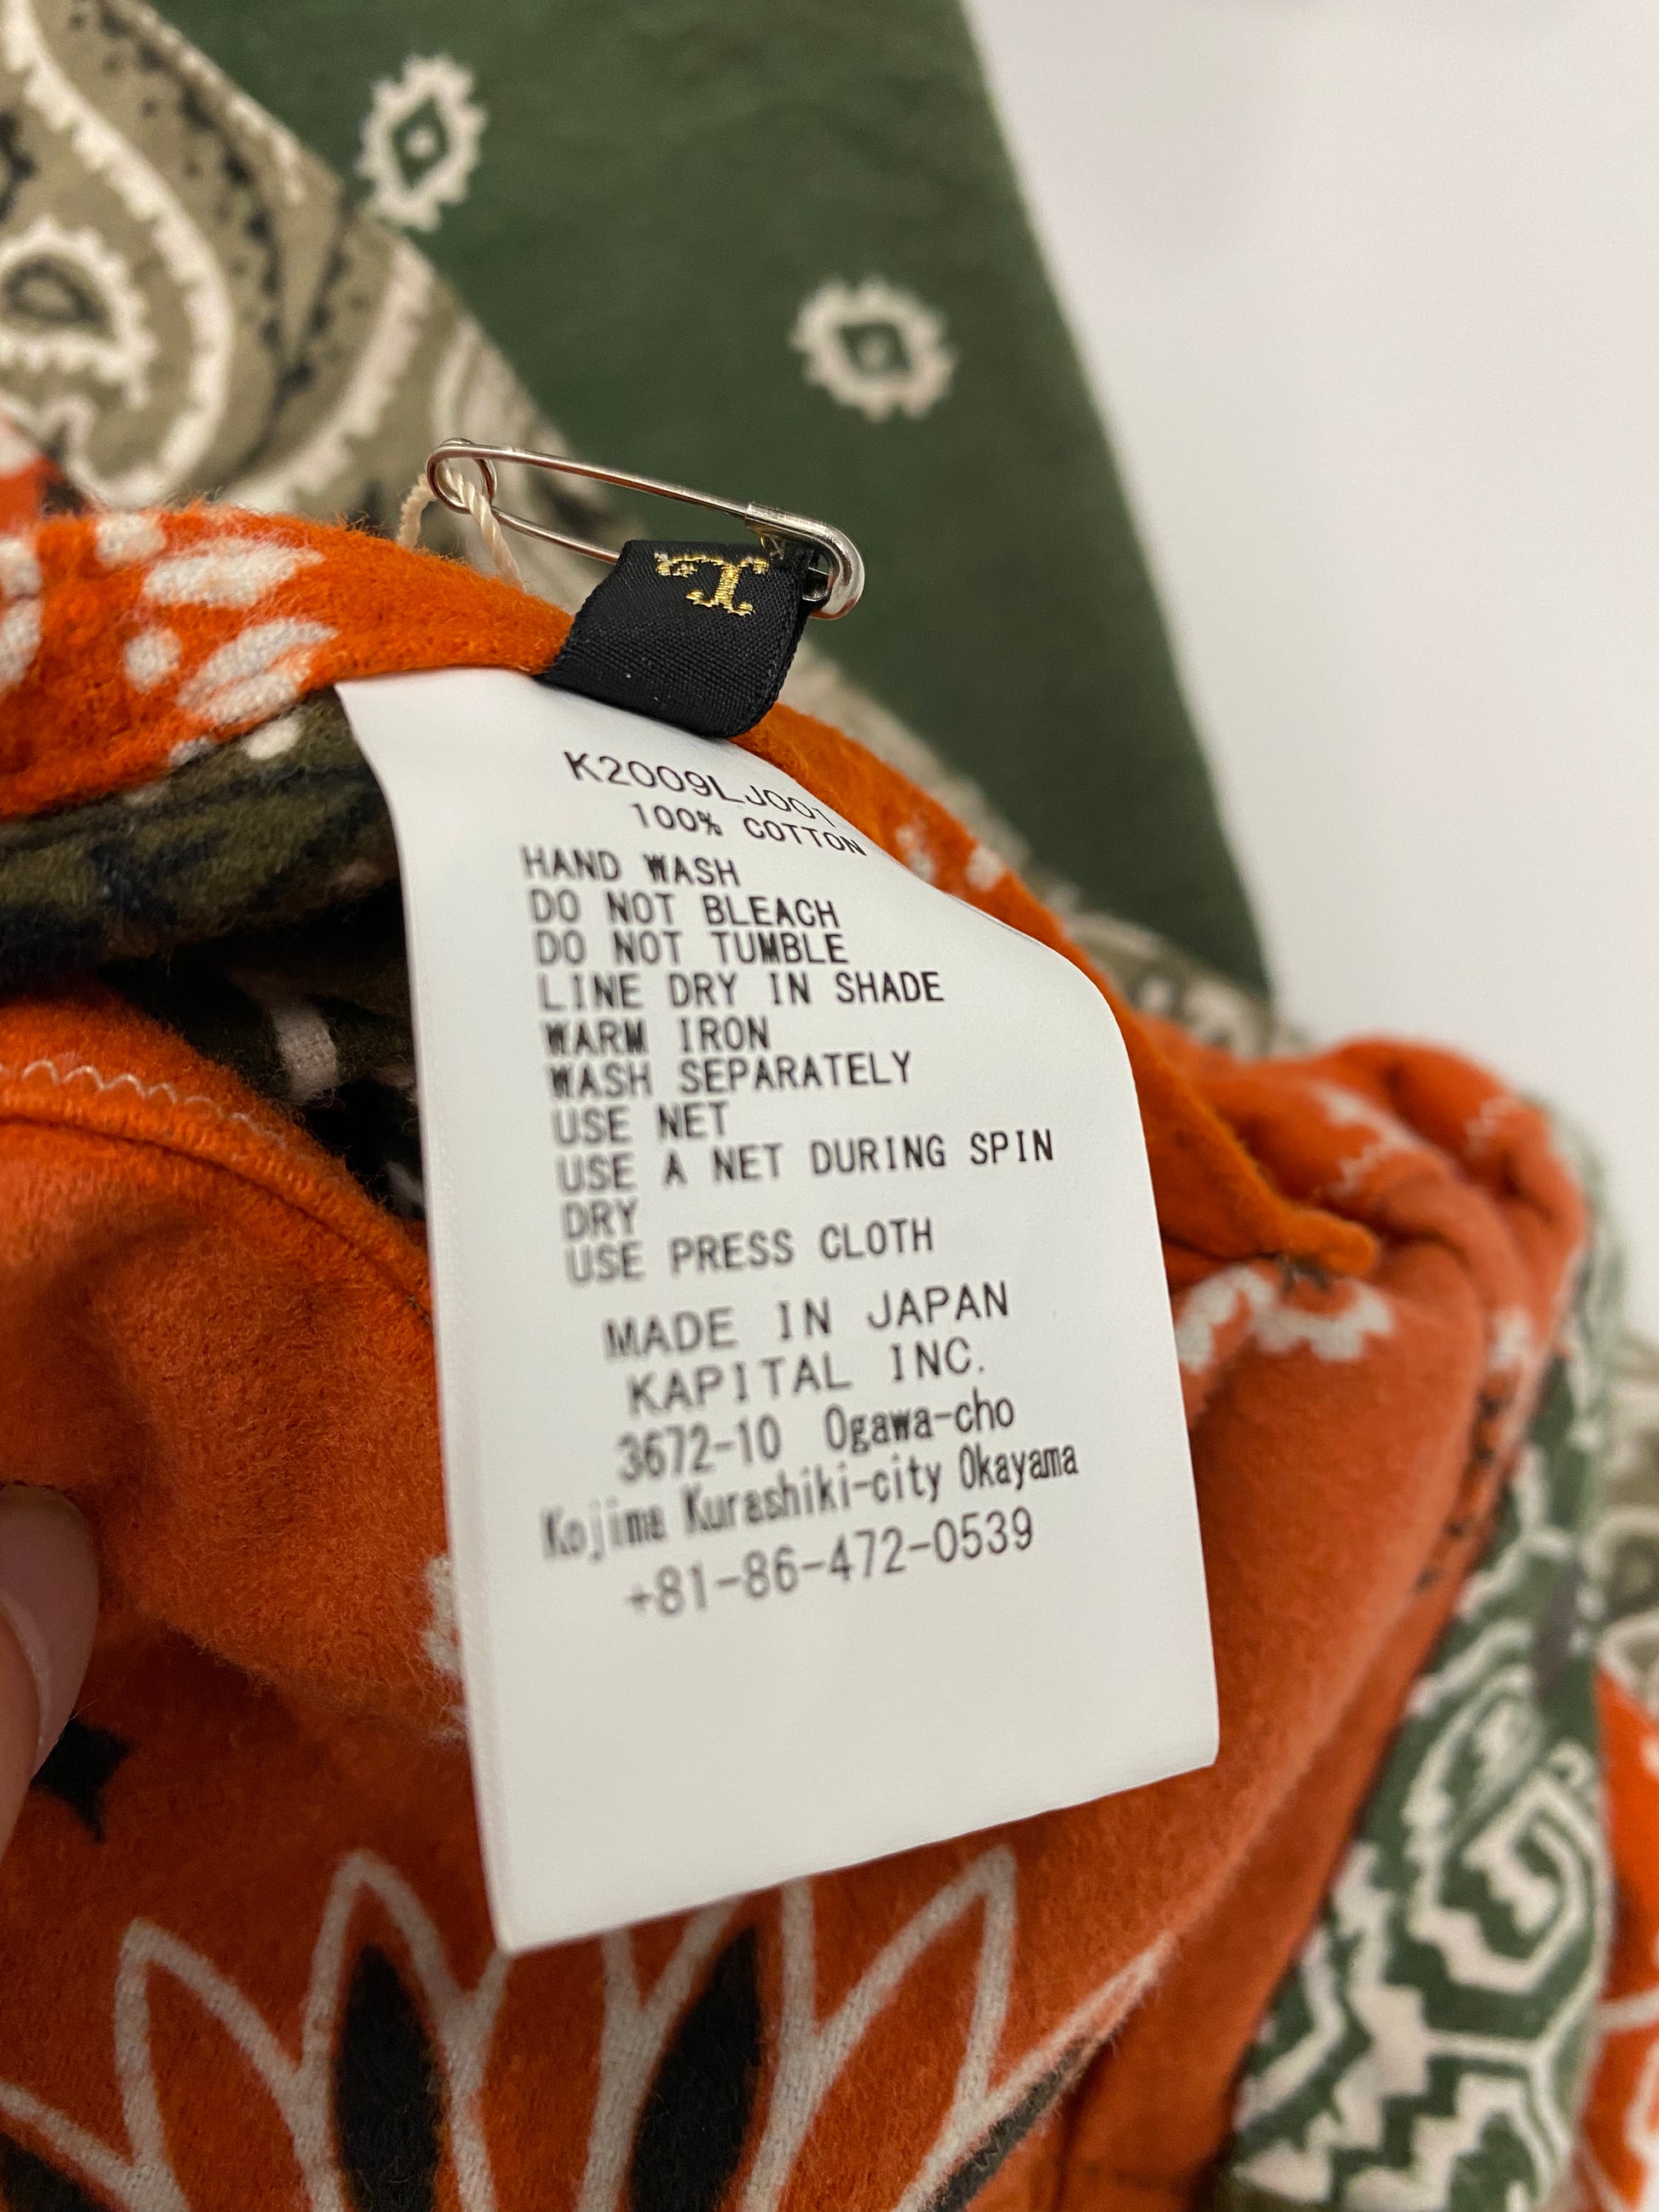 L
K2009LJ001
100% COTTON
HAND WASH
DO NOT BLEACH
DO NOT TUMBLE
LINE DRY IN SHADE
WARM IRON
WASH SEPARATELY
USE NET
USE A NET DURING SPIN
DRY
USE PRESS CLOTH
MADE IN JAPAN
KAPITAL INC.
3672-10 Ogawa-cho
Kojima Kurashiki-city Okayama
+81-86-472-0539